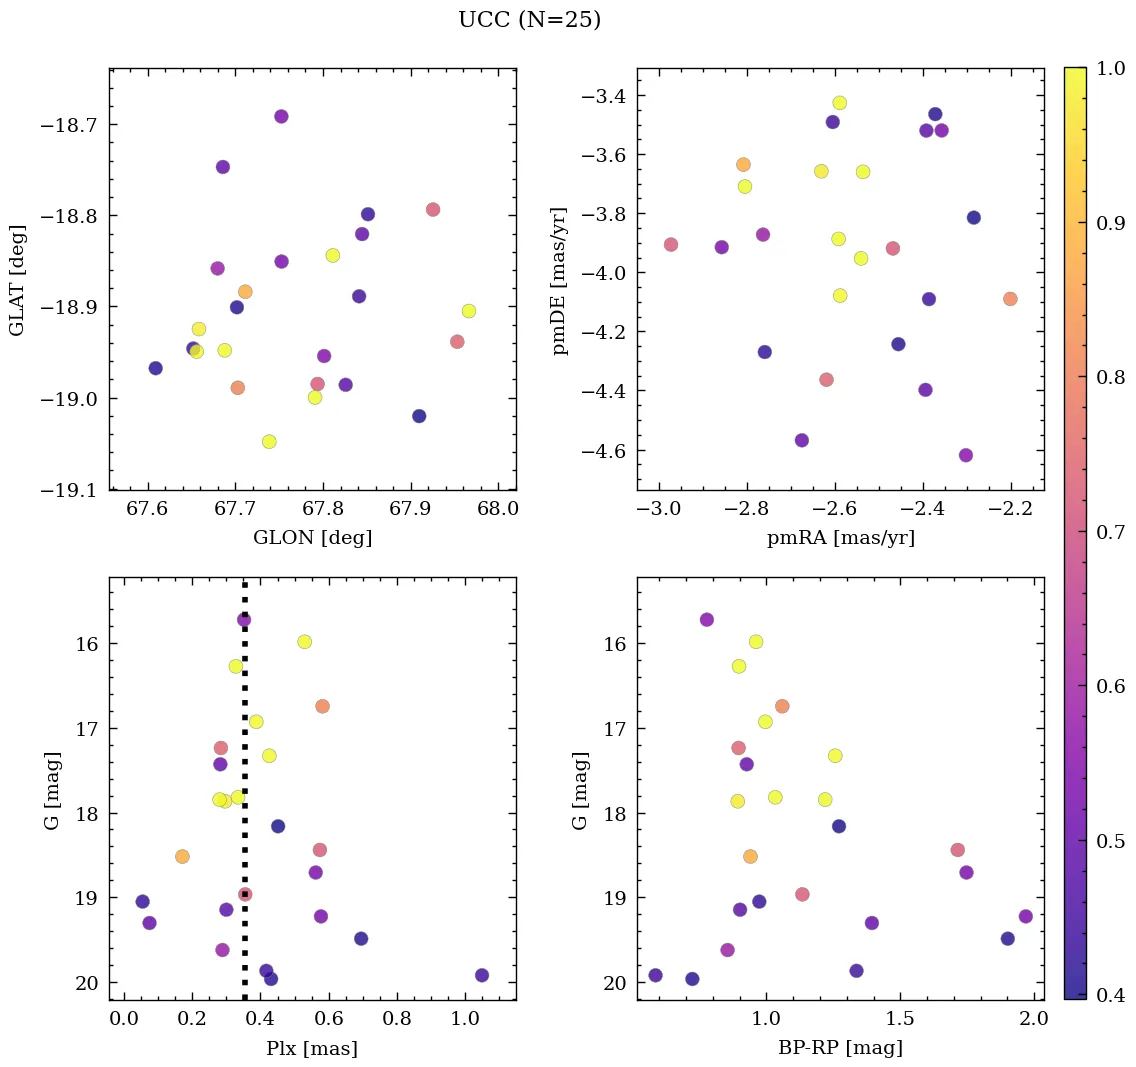 UCC (N=25)
−18.7
−18.8
−18.9
−19.0
−19.1
GLAT [deg]
67.6 67.7 67.8 67.9 68.0
GLON [deg]
−3.4
−3.6
−3.8
−4.0
−4.2
−4.4
−4.6
pmDE [mas/yr]
−3.0 −2.8 −2.6 −2.4 −2.2
pmRA [mas/yr]
16
17
18
19
20
G [mag]
0.0 0.2 0.4 0.6 0.8 1.0
Plx [mas]
16
17
18
19
20
G [mag]
1.0 1.5 2.0
BP-RP [mag]
1.0
0.9
0.8
0.7
0.6
0.5
0.4